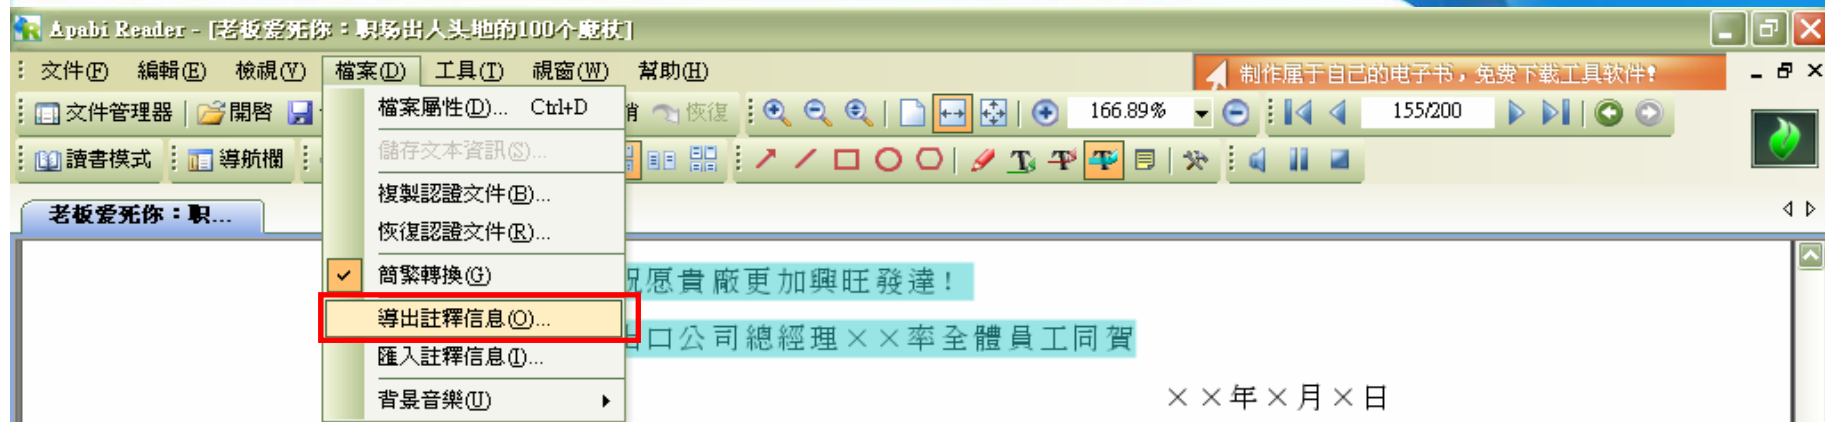 Apabi Reader - [老板爱死你：职场出人头地的100个魔杖]
文件(F) 編輯(E) 檢視(V) 檔案(D) 工具(T) 視窗(W) 幫助(H) 制作属于自己的电子书，免费下载工具软件!
文件管理器 開啓 恢復 166.89% 155/200
讀書模式 導航欄
老板爱死你：职...
檔案屬性(D)... Ctrl+D
儲存文本資訊(S)...
複製認證文件(B)...
恢復認證文件(R)...
簡繁轉換(G)
導出註釋信息(O)...
匯入註釋信息(I)...
背景音樂(U)
愿貴廠更加興旺發達！
口公司總經理××率全體員工同賀
××年×月×日